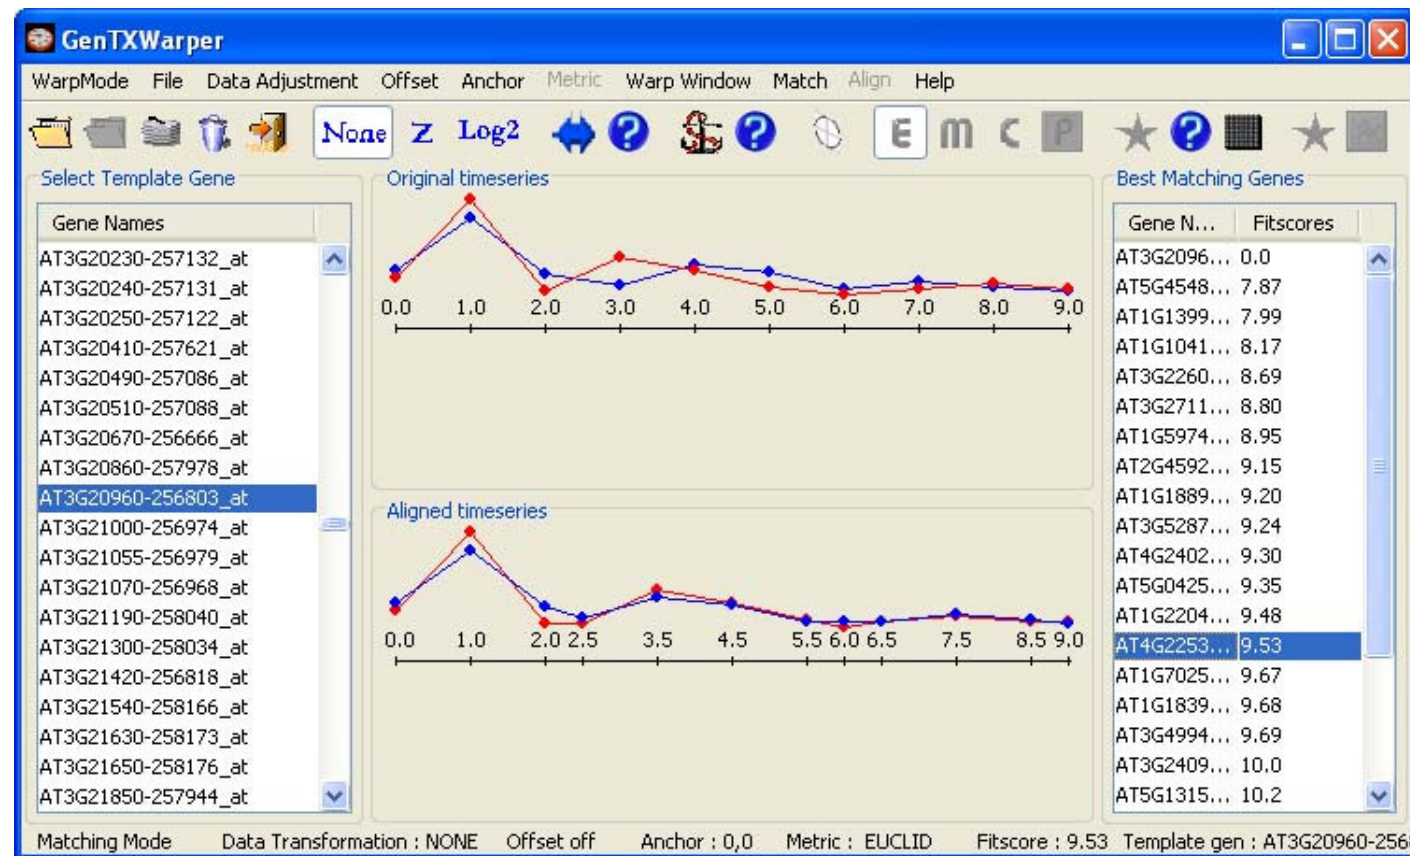 GenTXWarper
WarpMode File Data Adjustment Offset Anchor Metric Warp Window Match Align Help
None Z Log2 ? ? E M C P ?
Select Template Gene
Gene Names
AT3G20230-257132_at
AT3G20240-257131_at
AT3G20250-257122_at
AT3G20410-257621_at
AT3G20490-257086_at
AT3G20510-257088_at
AT3G20670-256666_at
AT3G20860-257978_at
AT3G20960-256803_at
AT3G21000-256974_at
AT3G21055-256979_at
AT3G21070-256968_at
AT3G21190-258040_at
AT3G21300-258034_at
AT3G21420-256818_at
AT3G21540-258166_at
AT3G21630-258173_at
AT3G21650-258176_at
AT3G21850-257944_at
Original timeseries
0.0 1.0 2.0 3.0 4.0 5.0 6.0 7.0 8.0 9.0
Aligned timeseries
0.0 1.0 2.0 2.5 3.5 4.5 5.5 6.0 6.5 7.5 8.5 9.0
Best Matching Genes
Gene N... Fitscores
AT3G2096... 0.0
AT5G4548... 7.87
AT1G1399... 7.99
AT1G1041... 8.17
AT3G2260... 8.69
AT3G2711... 8.80
AT1G5974... 8.95
AT2G4592... 9.15
AT1G1889... 9.20
AT3G5287... 9.24
AT4G2402... 9.30
AT5G0425... 9.35
AT1G2204... 9.48
AT4G2253... 9.53
AT1G7025... 9.67
AT1G1839... 9.68
AT3G4994... 9.69
AT3G2409... 10.0
AT5G1315... 10.2
Matching Mode Data Transformation : NONE Offset off Anchor : 0,0 Metric : EUCLID Fitscore : 9.53 Template gen : AT3G20960-256